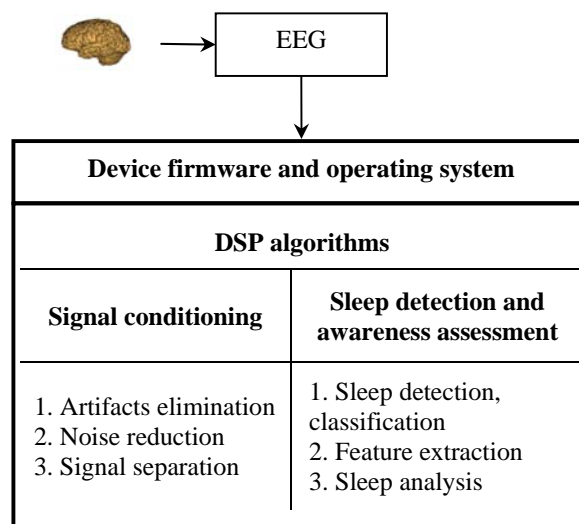 EEG
Device firmware and operating system
DSP algorithms
Signal conditioning
Sleep detection and
awareness assessment
1. Artifacts elimination
2. Noise reduction
3. Signal separation
1. Sleep detection,
classification
2. Feature extraction
3. Sleep analysis